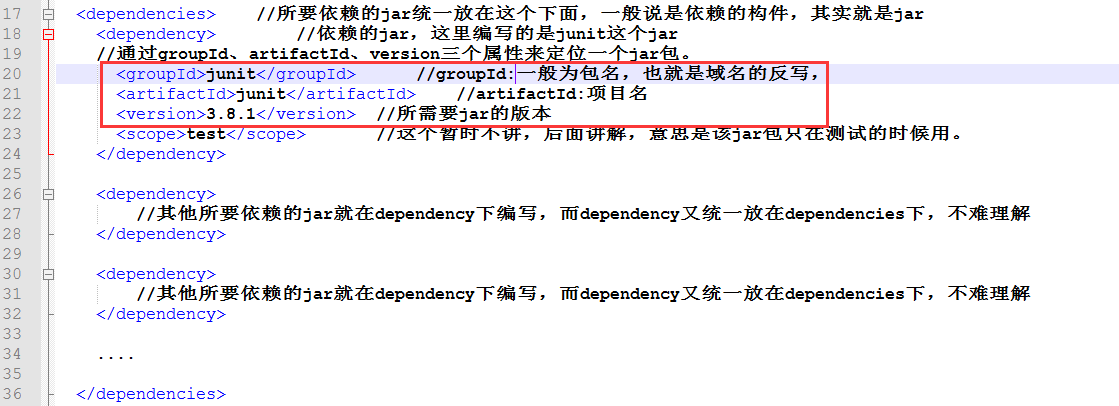 17 <dependencies> //所要依赖的jar统一放在这个下面，一般说是依赖的构件，其实就是jar
18 <dependency> //依赖的jar，这里编写的是junit这个jar
19 //通过groupId、artifactId、version三个属性来定位一个jar包。
20 <groupId>junit</groupId> //groupId:一般为包名，也就是域名的反写，
21 <artifactId>junit</artifactId> //artifactId:项目名
22 <version>3.8.1</version> //所需要jar的版本
23 <scope>test</scope> //这个暂时不讲，后面讲解，意思是该jar包只在测试的时候用。
24 </dependency>
25
26 <dependency>
27 //其他所要依赖的jar就在dependency下编写，而dependency又统一放在dependencies下，不难理解
28 </dependency>
29
30 <dependency>
31 //其他所要依赖的jar就在dependency下编写，而dependency又统一放在dependencies下，不难理解
32 </dependency>
33
34 ....
35
36 </dependencies>